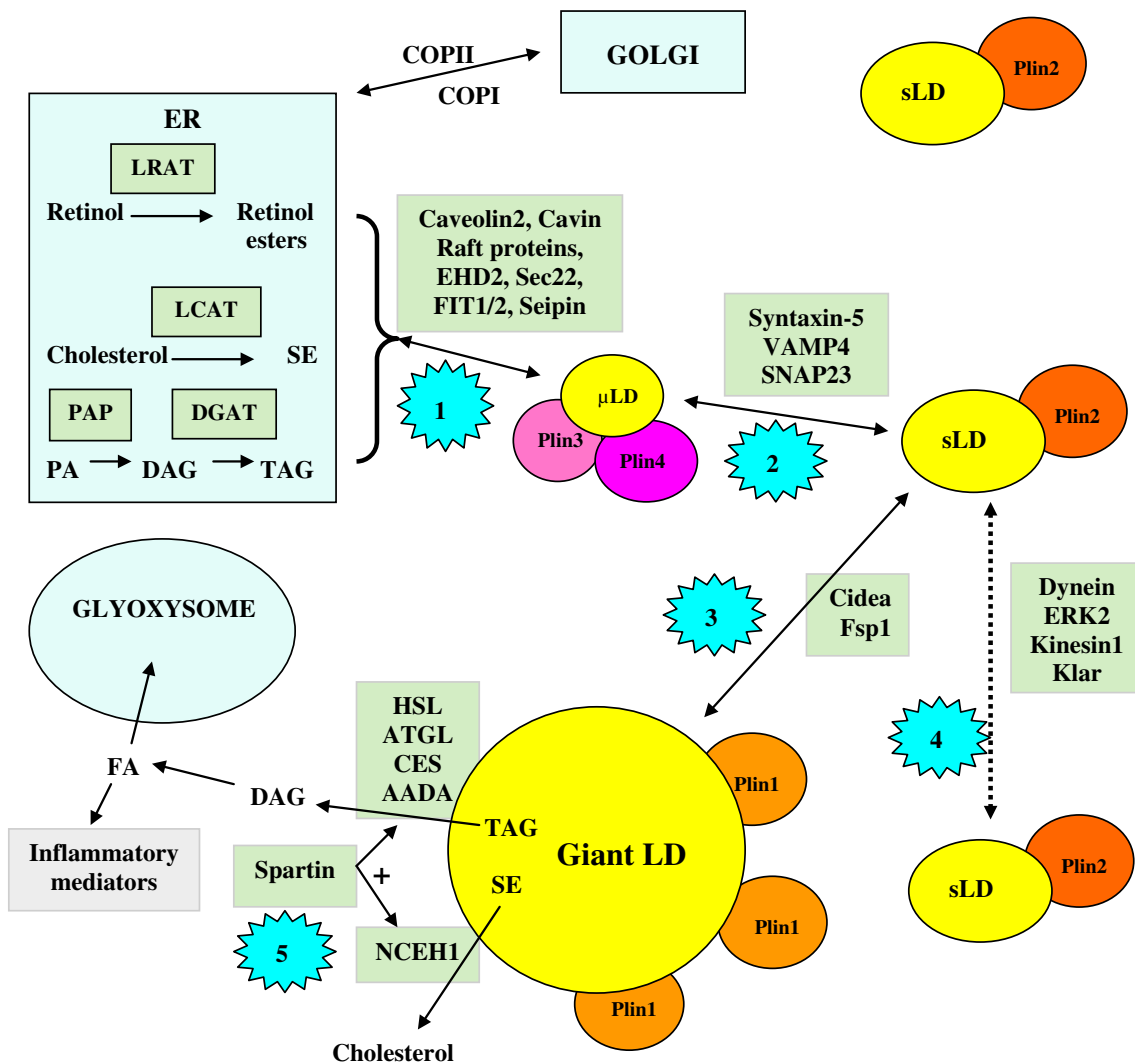 COPII
COPI
GOLGI
sLD
Plin2
ER
LRAT
Retinol
Retinol
esters
LCAT
Cholesterol
SE
PAP
DGAT
PA
DAG
TAG
Caveolin2, Cavin
Raft proteins,
EHD2, Sec22,
FIT1/2, Seipin
1
µLD
Plin3
Plin4
Syntaxin-5
VAMP4
SNAP23
2
sLD
Plin2
3
Cidea
Fsp1
Dynein
ERK2
Kinesin1
Klar
4
sLD
Plin2
GLYOXYSOME
FA
DAG
Inflammatory
mediators
HSL
ATGL
CES
AADA
Spartin
+
5
NCEH1
TAG
SE
Giant LD
Plin1
Plin1
Plin1
Cholesterol